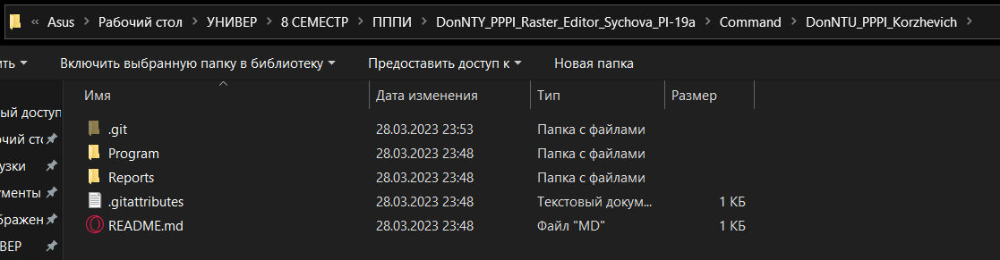 « Asus > Рабочий стол > УНИВЕР > 8 СЕМЕСТР > ПППИ > DonNTY_PPPI_Raster_Editor_Sychova_PI-19a > Command > DonNTU_PPPI_Korzhevich >
ть Включить выбранную папку в библиотеку Предоставить доступ к Новая папка
Имя Дата изменения Тип Размер
ый доступ
.git 28.03.2023 23:53 Папка с файлами
очий сто Program 28.03.2023 23:48 Папка с файлами
узки Reports 28.03.2023 23:48 Папка с файлами
ументы .gitattributes 28.03.2023 23:48 Текстовый докум... 1 КБ
бражен README.md 28.03.2023 23:48 Файл "MD" 1 КБ
ВЕР